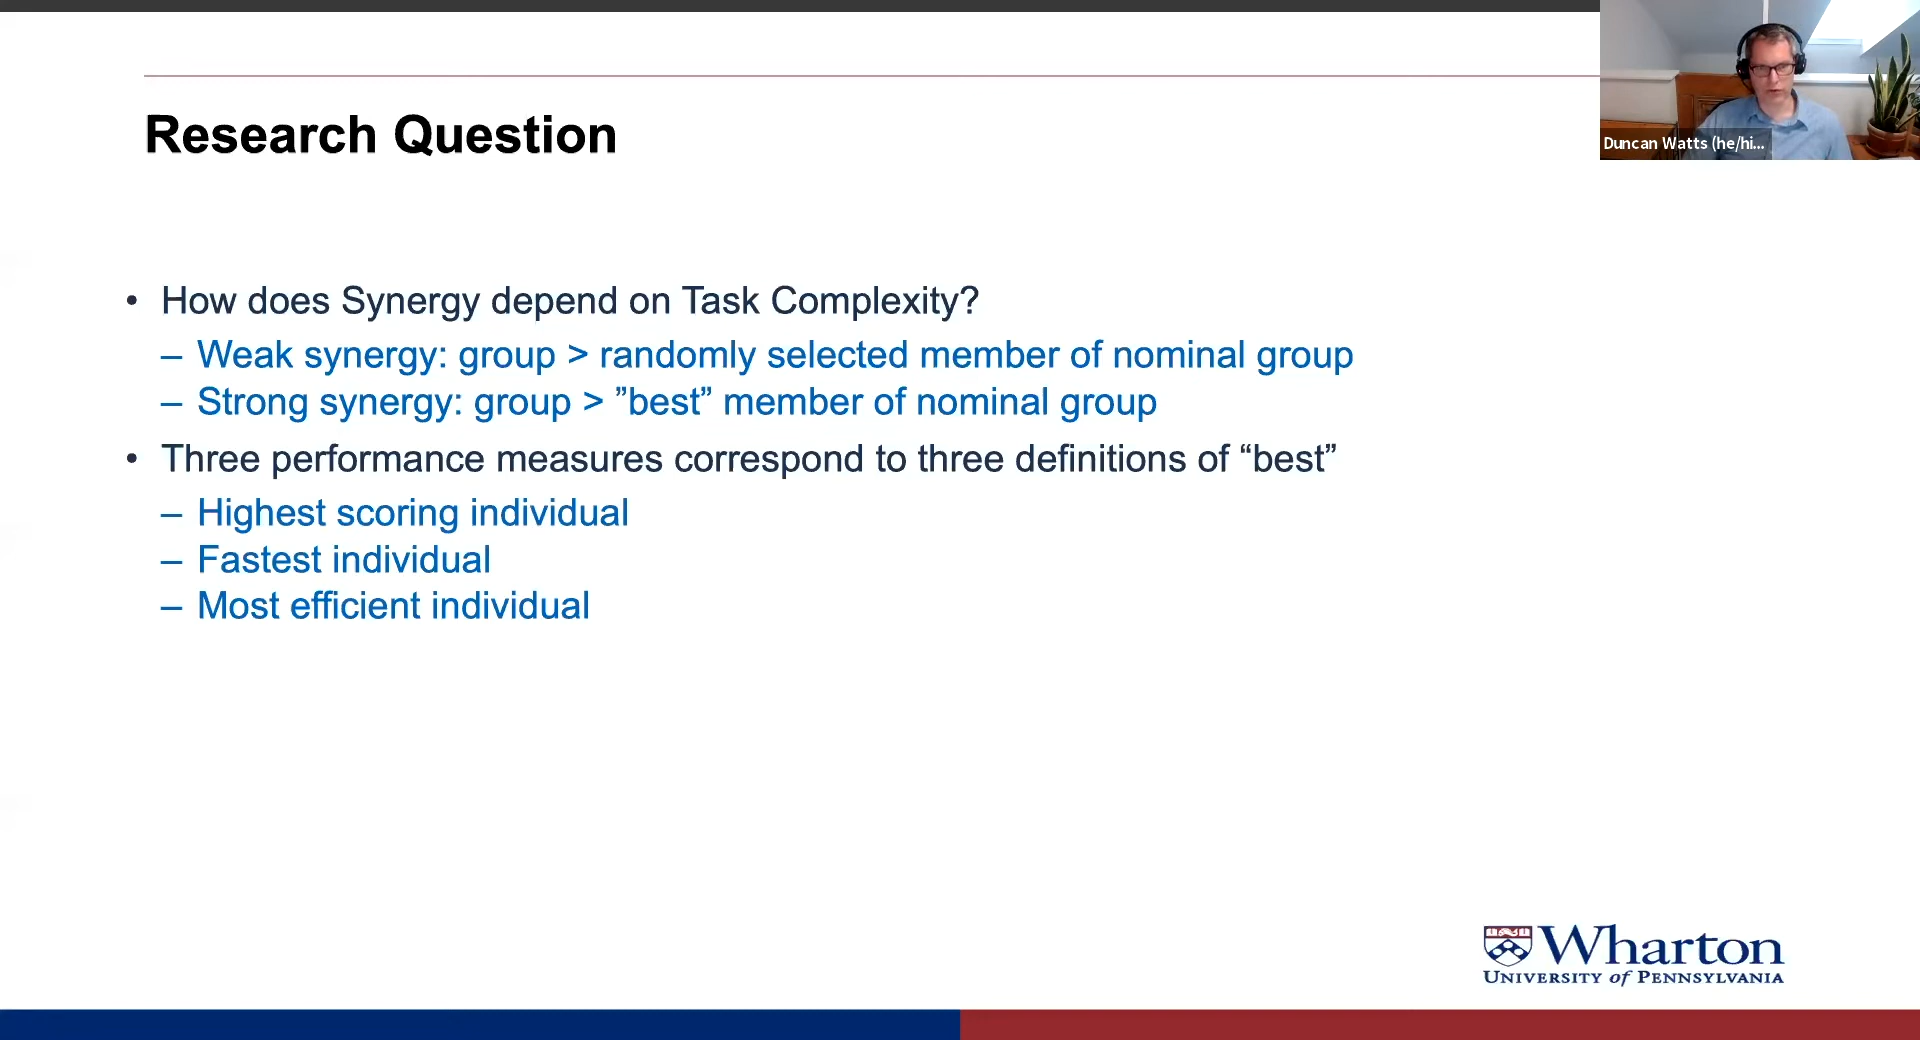 Duncan Watts (he/hi...
Research Question
• How does Synergy depend on Task Complexity?
– Weak synergy: group > randomly selected member of nominal group
– Strong synergy: group > ”best” member of nominal group
• Three performance measures correspond to three definitions of “best”
– Highest scoring individual
– Fastest individual
– Most efficient individual
Wharton
UNIVERSITY of PENNSYLVANIA